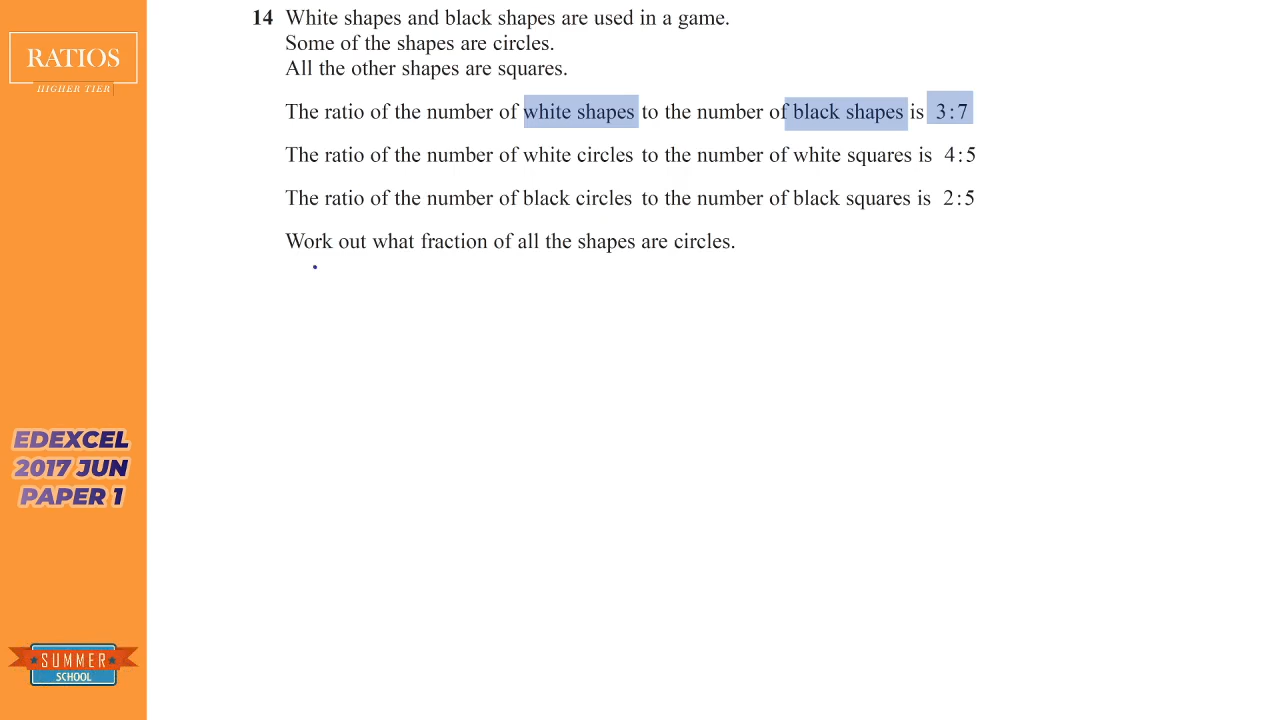 RATIOS
HIGHER TIER
14 White shapes and black shapes are used in a game.
Some of the shapes are circles.
All the other shapes are squares.
The ratio of the number of white shapes to the number of black shapes is 3:7
The ratio of the number of white circles to the number of white squares is 4:5
The ratio of the number of black circles to the number of black squares is 2:5
Work out what fraction of all the shapes are circles.
EDEXCEL
2017 JUN
PAPER 1
SUMMER
SCHOOL